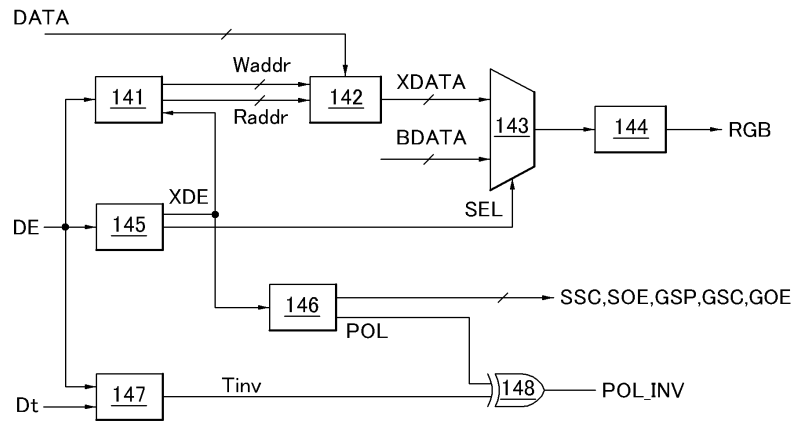 DATA
Waddr
141
142
XDATA
Raddr
BDATA
143
144
RGB
XDE
DE
145
SEL
146
SSC,SOE,GSP,GSC,GOE
POL
147
Tinv
148
POL_INV
Dt